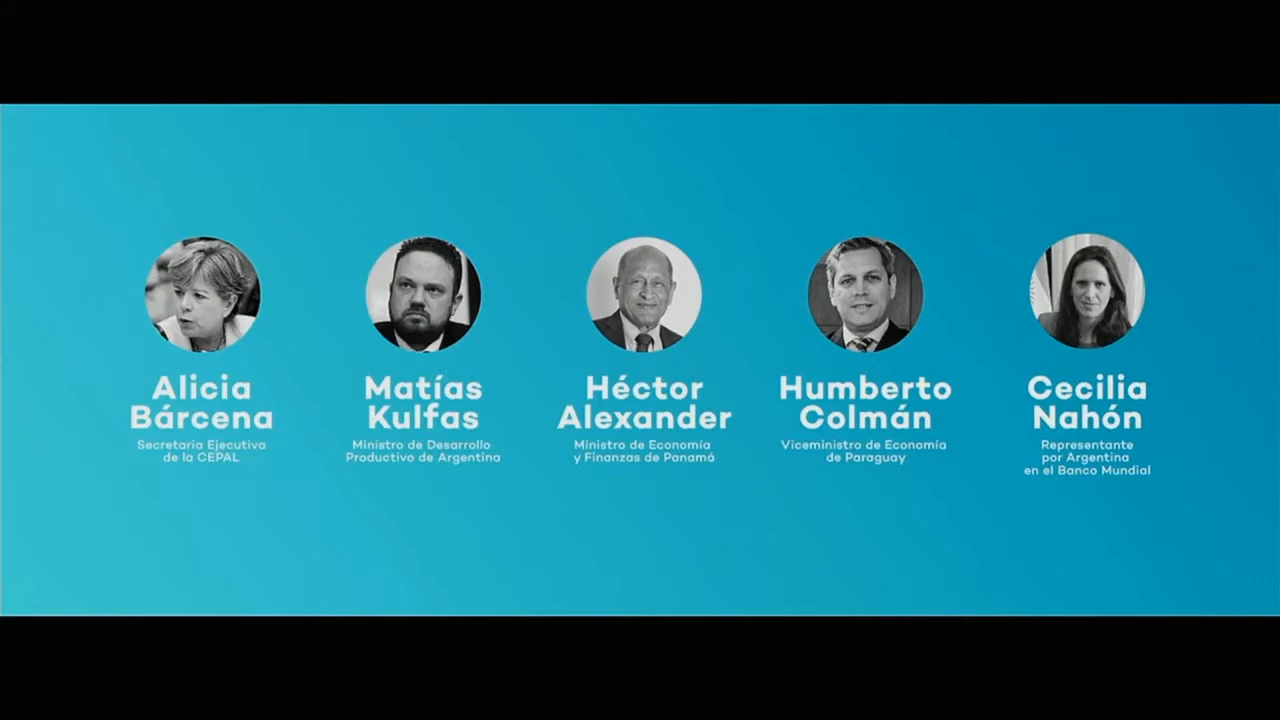 Alicia
Bárcena
Secretaria Ejecutiva
de la CEPAL
Matías
Kulfas
Ministro de Desarrollo
Productivo de Argentina
Héctor
Alexander
Ministro de Economía
y Finanzas de Panamá
Humberto
Colmán
Viceministro de Economía
de Paraguay
Cecilia
Nahón
Representante
por Argentina
en el Banco Mundial